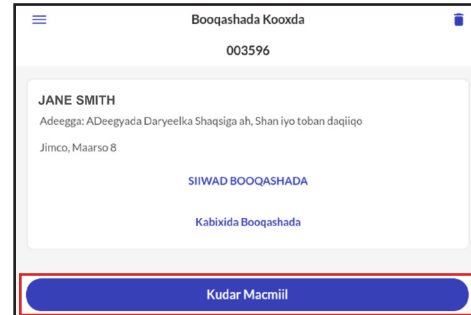 Booqashada Kooxda
003596
JANE SMITH
Adeegga: ADeegyada Daryeelka Shaqsiga ah, Shan iyo toban daqiiqo
Jimco, Maarso 8
SIIWAD BOOQASHADA
Kabixida Booqashada
Kudar Macmiil